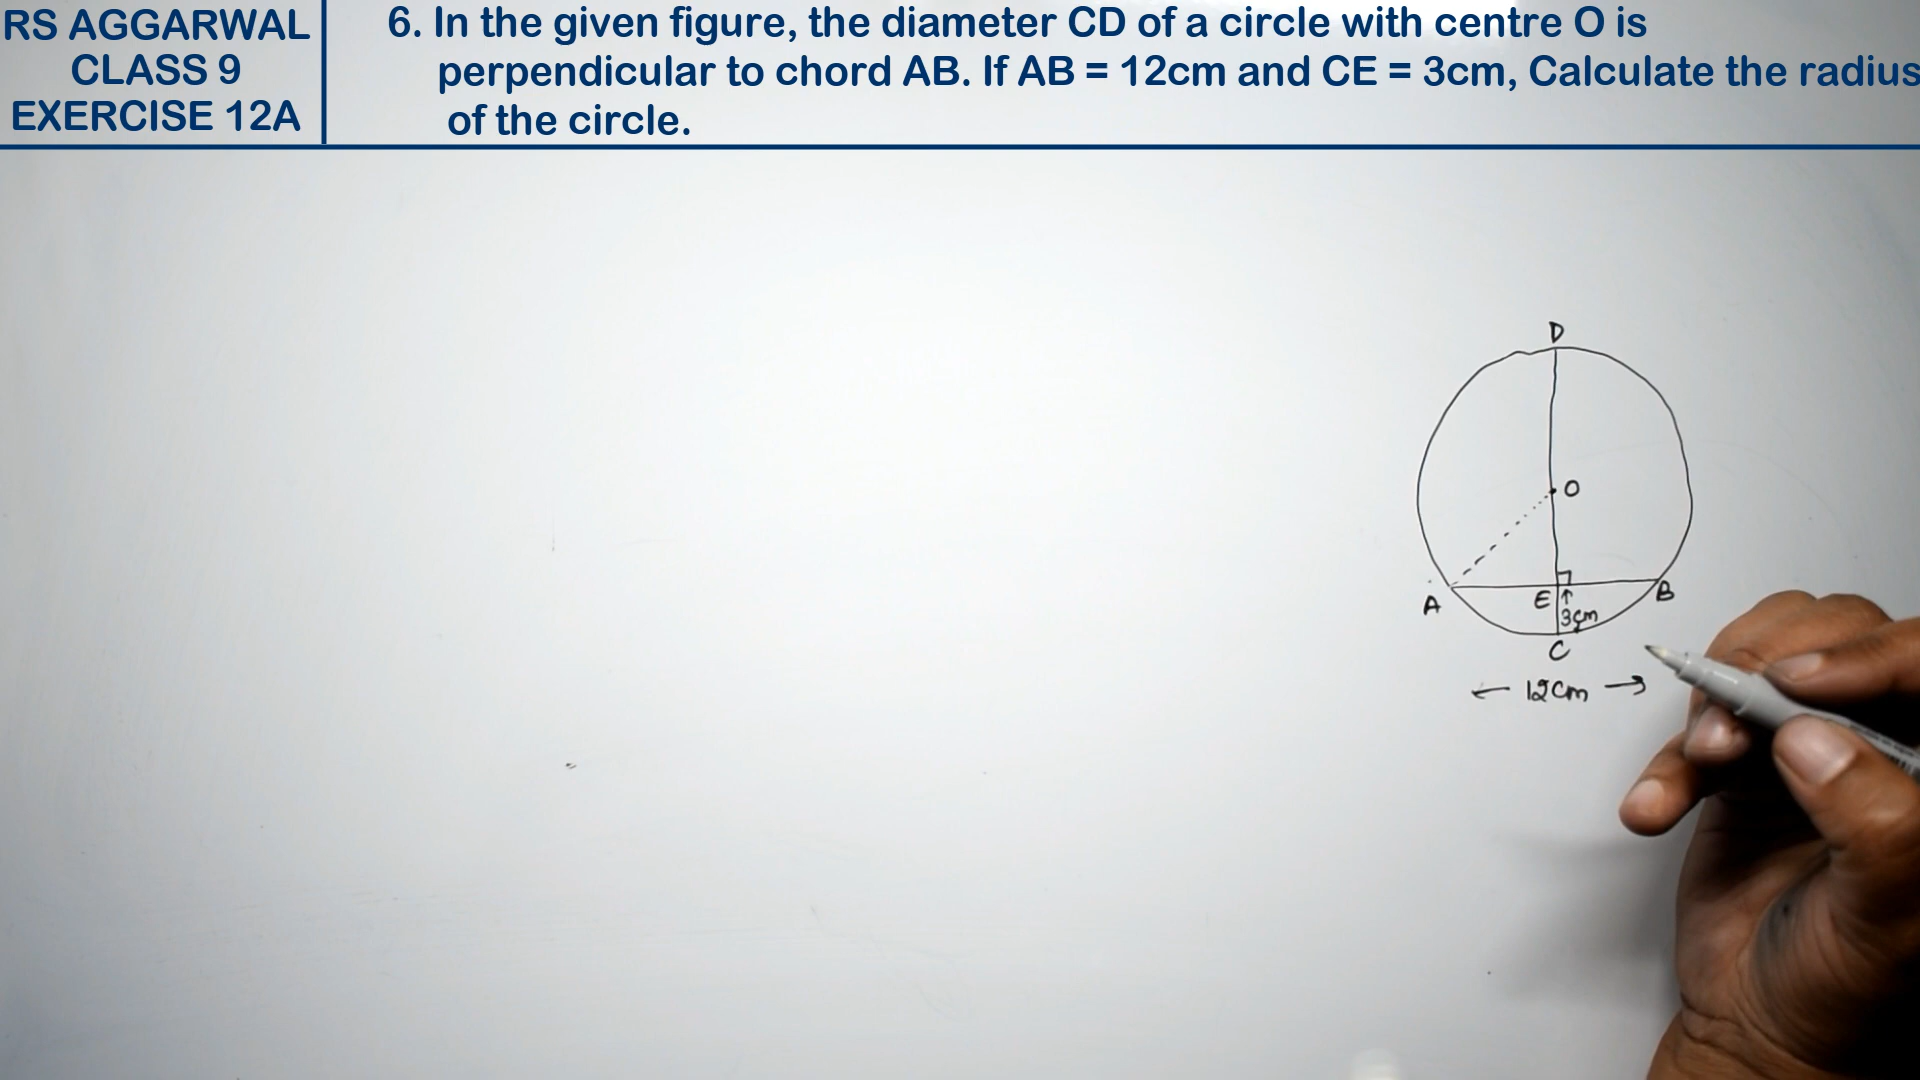 RS AGGARWAL
CLASS 9
EXERCISE 12A
6. In the given figure, the diameter CD of a circle with centre O is
perpendicular to chord AB. If AB = 12cm and CE = 3cm, Calculate the radius
of the circle.
D
O
A E B
3cm
C
12cm